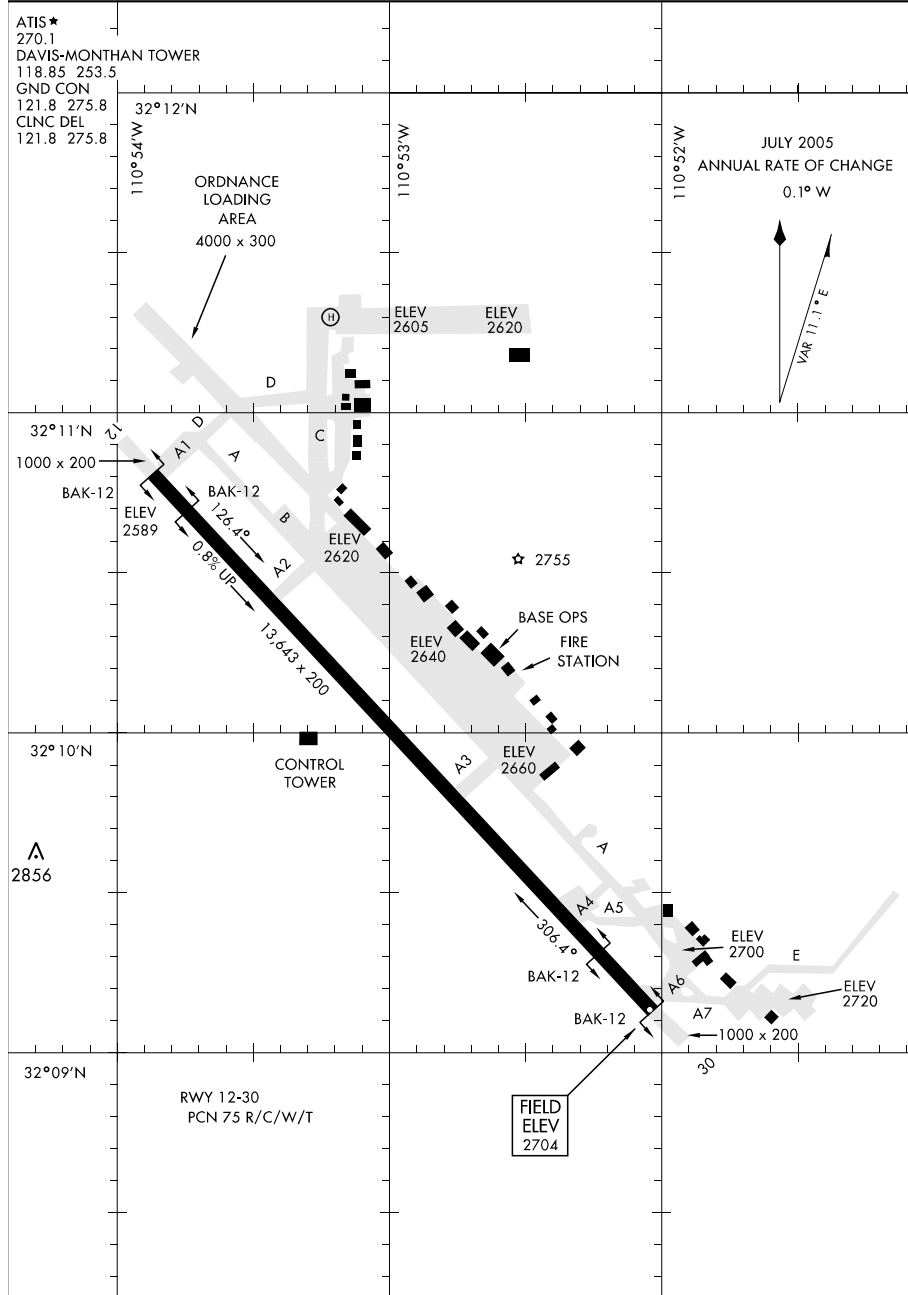 ATIS★
270.1
DAVIS-MONTHAN TOWER
118.85 253.5
GND CON
121.8 275.8
CLNC DEL
121.8 275.8
32°12'N
110°54'W
110°53'W
110°52'W
JULY 2005
ANNUAL RATE OF CHANGE
0.1° W
VAR 11.1° E
ORDNANCE
LOADING
AREA
4000 x 300
H
ELEV
2605
ELEV
2620
D
32°11'N
12
D
C
1000 x 200
A1
A
BAK-12
BAK-12
ELEV
2589
126.4°
B
ELEV
2620
0.8% UP
A2
2755
13,643 x 200
BASE OPS
ELEV
2640
FIRE
STATION
32°10'N
CONTROL
TOWER
A3
ELEV
2660
2856
A
A4
A5
306.4°
ELEV
2700
E
BAK-12
A6
ELEV
2720
BAK-12
A7
1000 x 200
32°09'N
30
RWY 12-30
PCN 75 R/C/W/T
FIELD
ELEV
2704